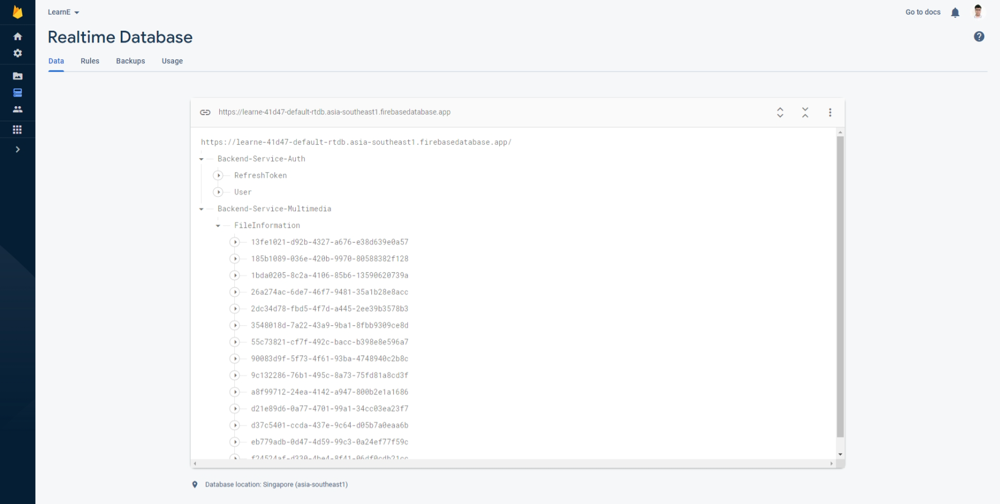 LearnE
Go to docs
Realtime Database
Data
Rules
Backups
Usage
https://learne-41d47-default-rtdb.asia-southeast1.firebasedatabase.app
https://learne-41d47-default-rtdb.asia-southeast1.firebasedatabase.app/
Backend-Service-Auth
RefreshToken
User
Backend-Service-Multimedia
FileInformation
13fe1021-d92b-4327-a676-e38d639e0a57
185b1089-036e-420b-9970-80588382f128
1bda0205-8c2a-4106-85b6-13590620739a
26a274ac-6de7-46f7-9481-35a1b28e8acc
2dc34d78-fbd5-4f7d-a445-2ee39b3578b3
3548018d-7a22-43a9-9ba1-8fbb9309ce8d
55c73821-cf7f-492c-bacc-b398e8e596a7
90083d9f-5f73-4f61-93ba-4748940c2b8c
9c132286-76b1-495c-8a73-75fd81a8cd3f
a8f99712-24ea-4142-a947-800b2e1a1686
d21e89d6-0a77-4701-99a1-34cc03ea23f7
d37c5401-ccda-437e-9c64-d05b7a0eaa6b
eb779adb-0d47-4d59-99c3-0a24ef77f59c
f24524af-d330-4be4-8f41-06df0cdb21cc
Database location: Singapore (asia-southeast1)